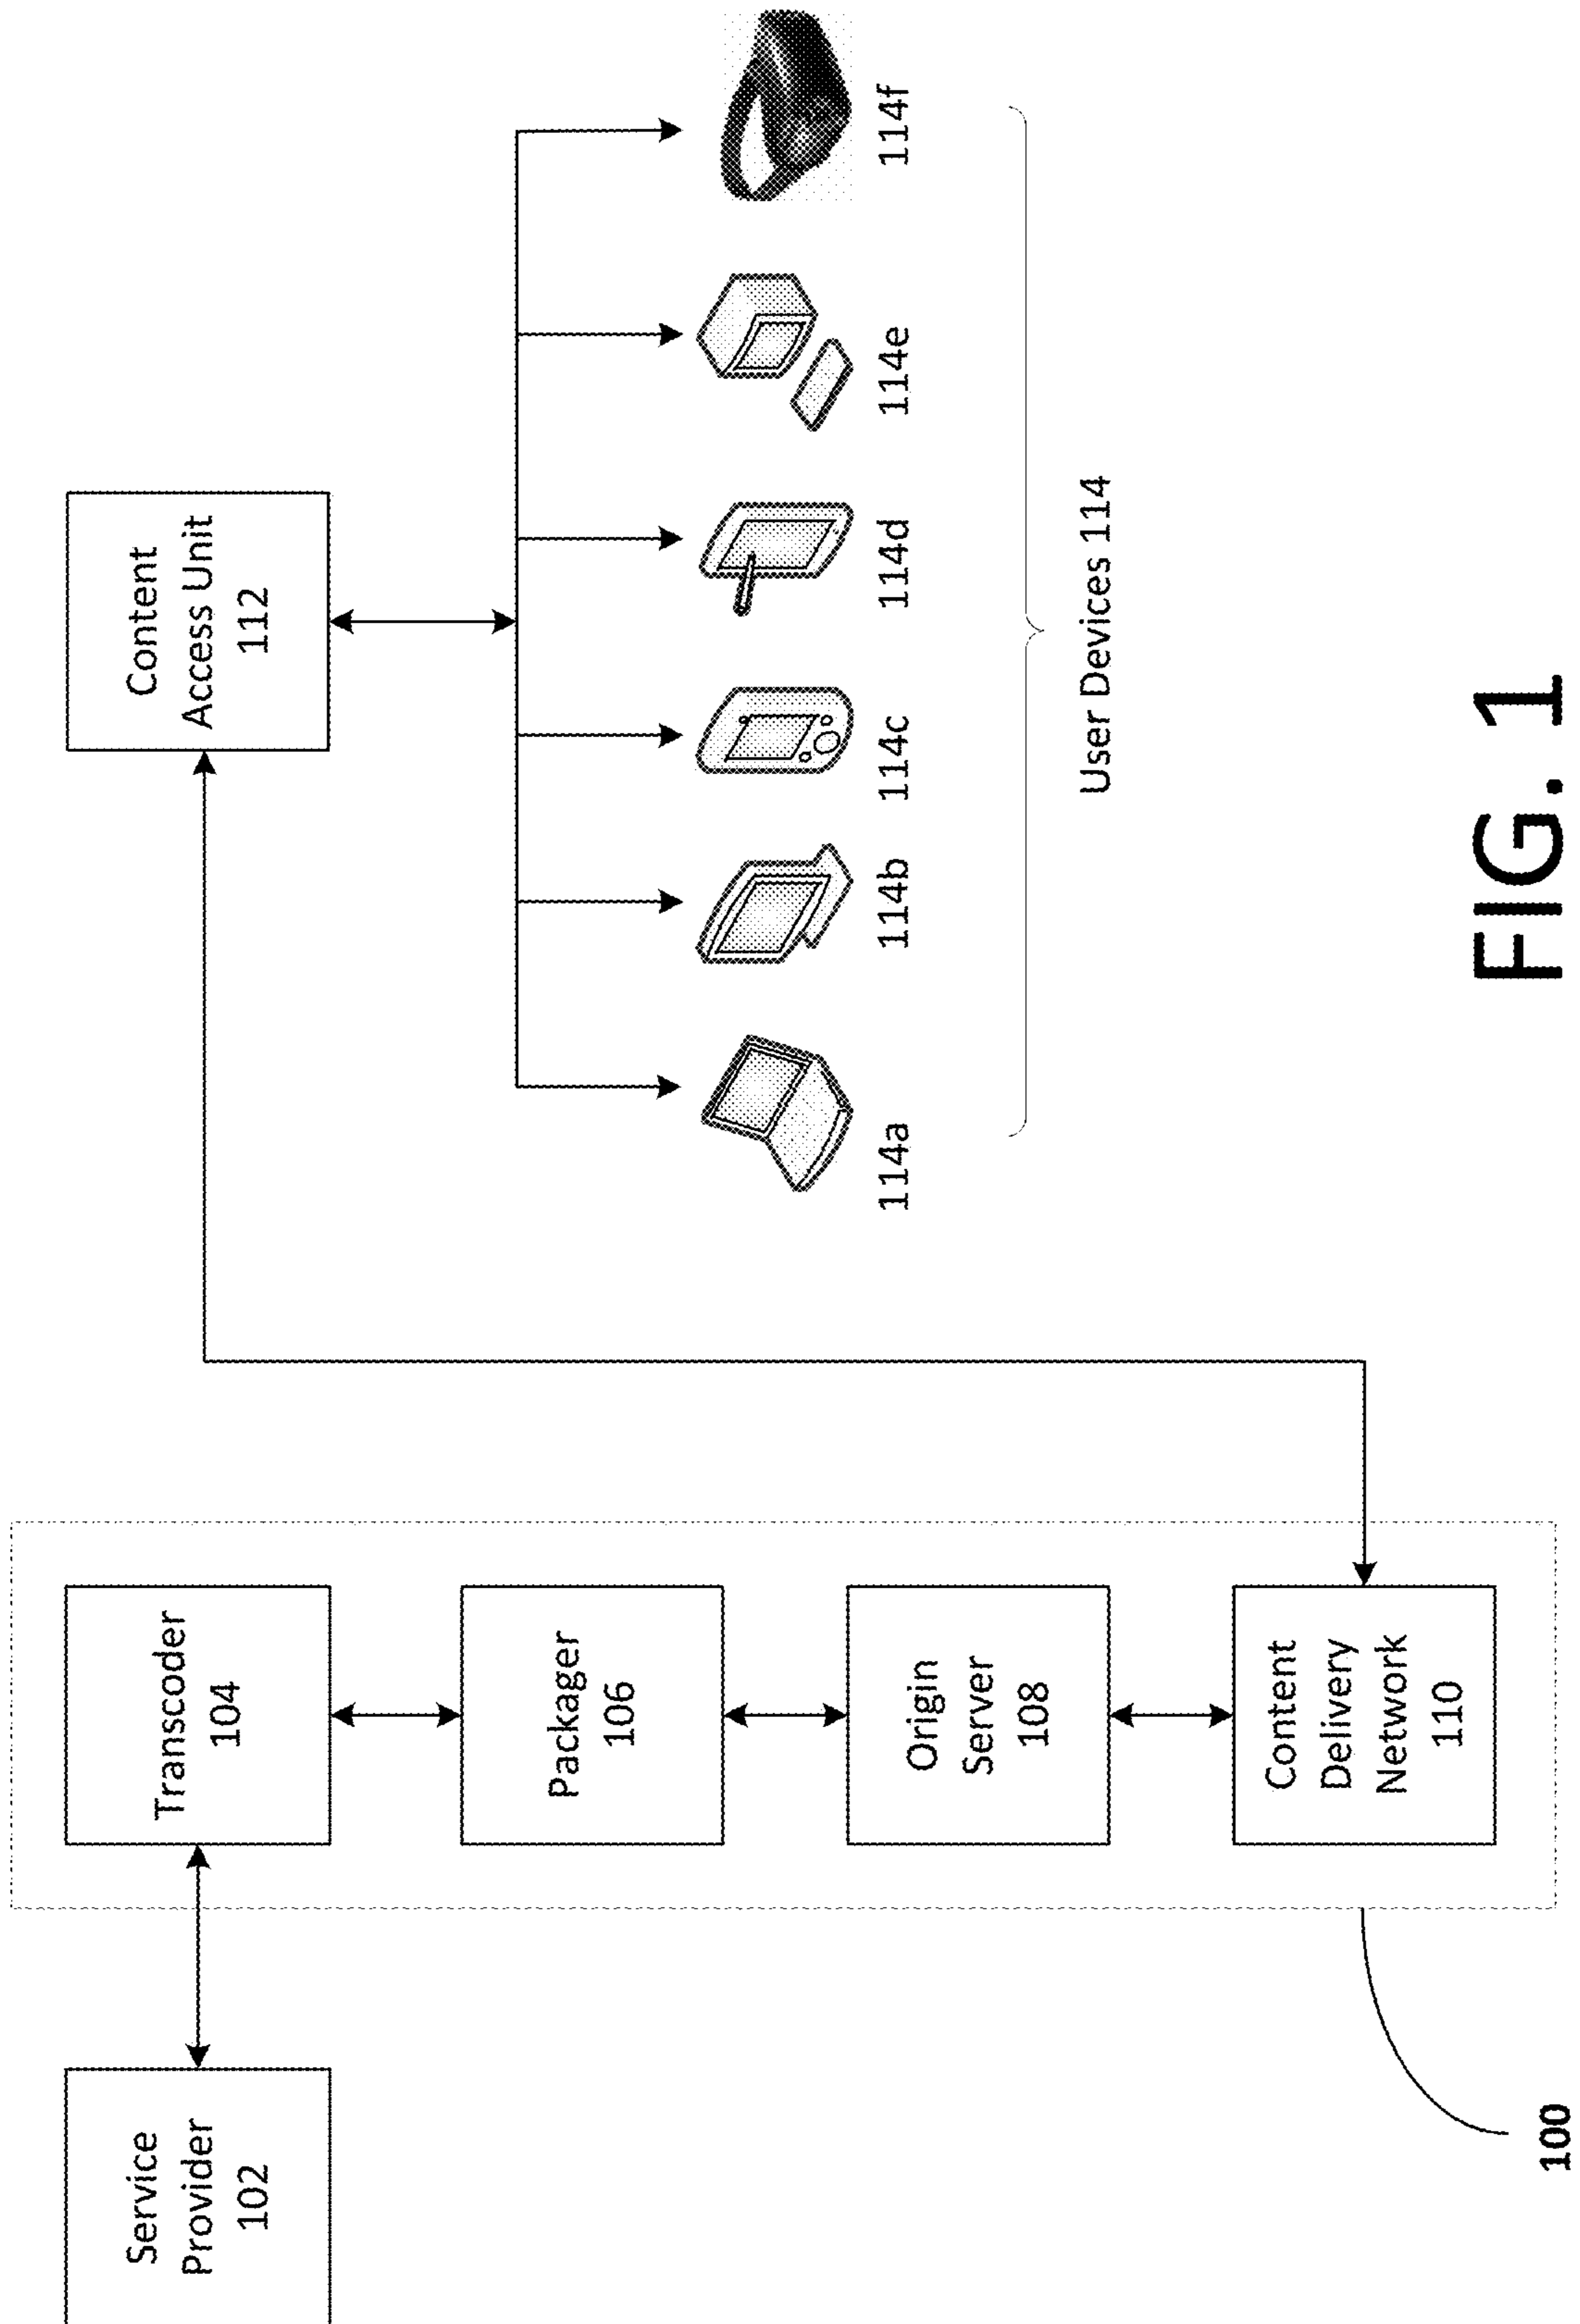 Service
Provider
102
Transcoder
104
Packager
106
Origin
Server
108
Content
Delivery
Network
110
100
Content
Access Unit
112
114a
114b
114c
114d
114e
114f
User Devices 114
FIG. 1